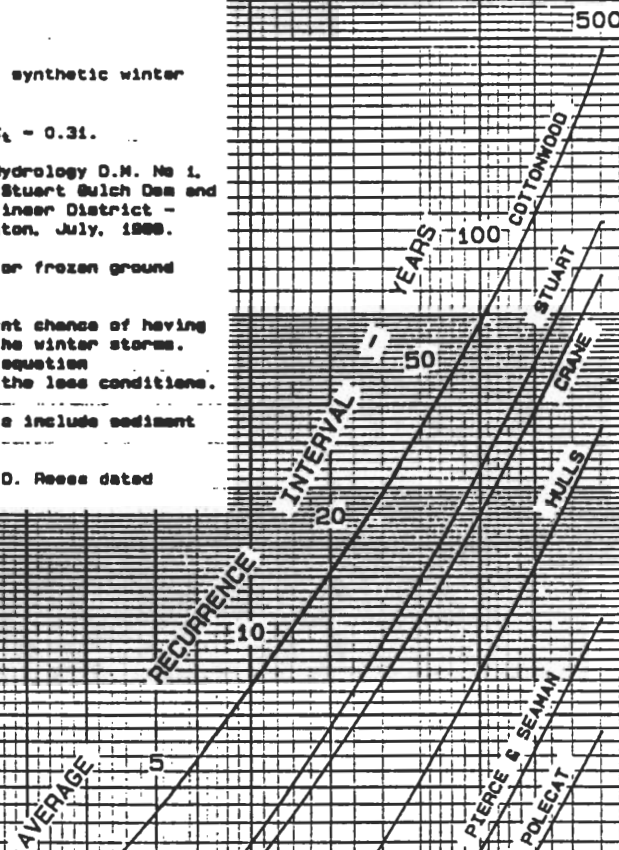 synthetic winter
t - 0.31.
ydrology D.M. No 1,
Stuart Gulch Dam and
ineer District -
ton, July, 1988.
or frozen ground
nt chance of having
he winter storms.
equation
the loss conditions.
s include sediment
D. Reese dated
500
COTTONWOOD
100
YEARS
-
STUART
50
CRANE
INTERVAL
HULLS
20
RECURRENCE
10
5
AVERAGE
PIERCE & SEAMAN
POLECAT